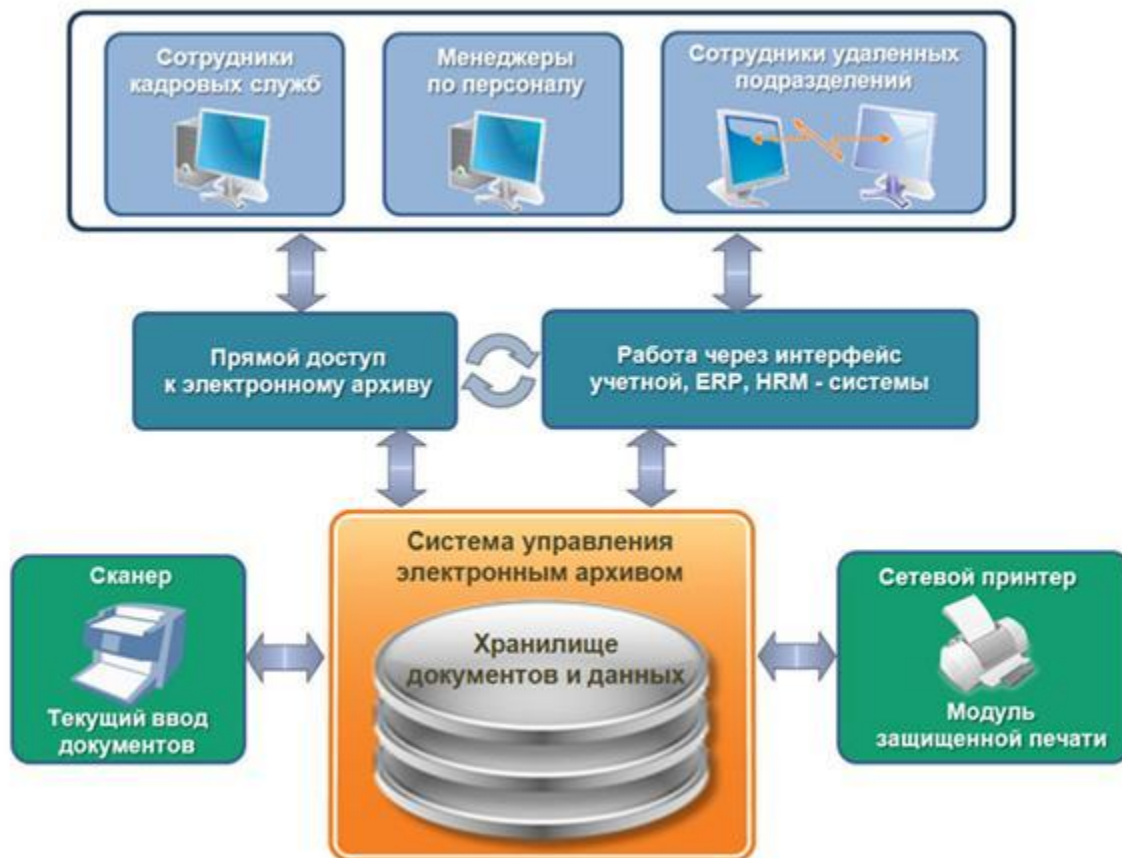 Сотрудники
кадровых служб
Менеджеры
по персоналу
Сотрудники удаленных
подразделений
Прямой доступ
к электронному архиву
Работа через интерфейс
учетной, ERP, HRM - системы
Система управления
электронным архивом
Хранилище
документов и данных
Сканер
Текущий ввод
документов
Сетевой принтер
Модуль
защищенной печати